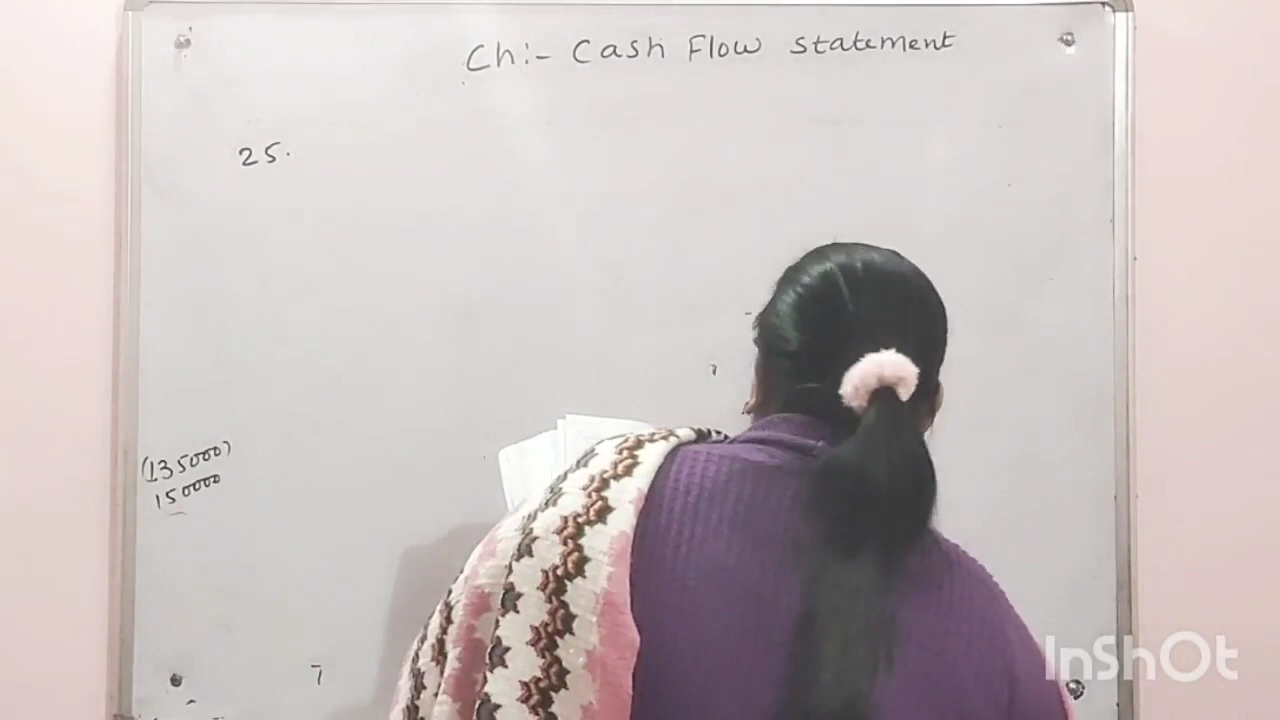 Ch:- Cash Flow Statement
25.
(135000)
150000
7
InShOt